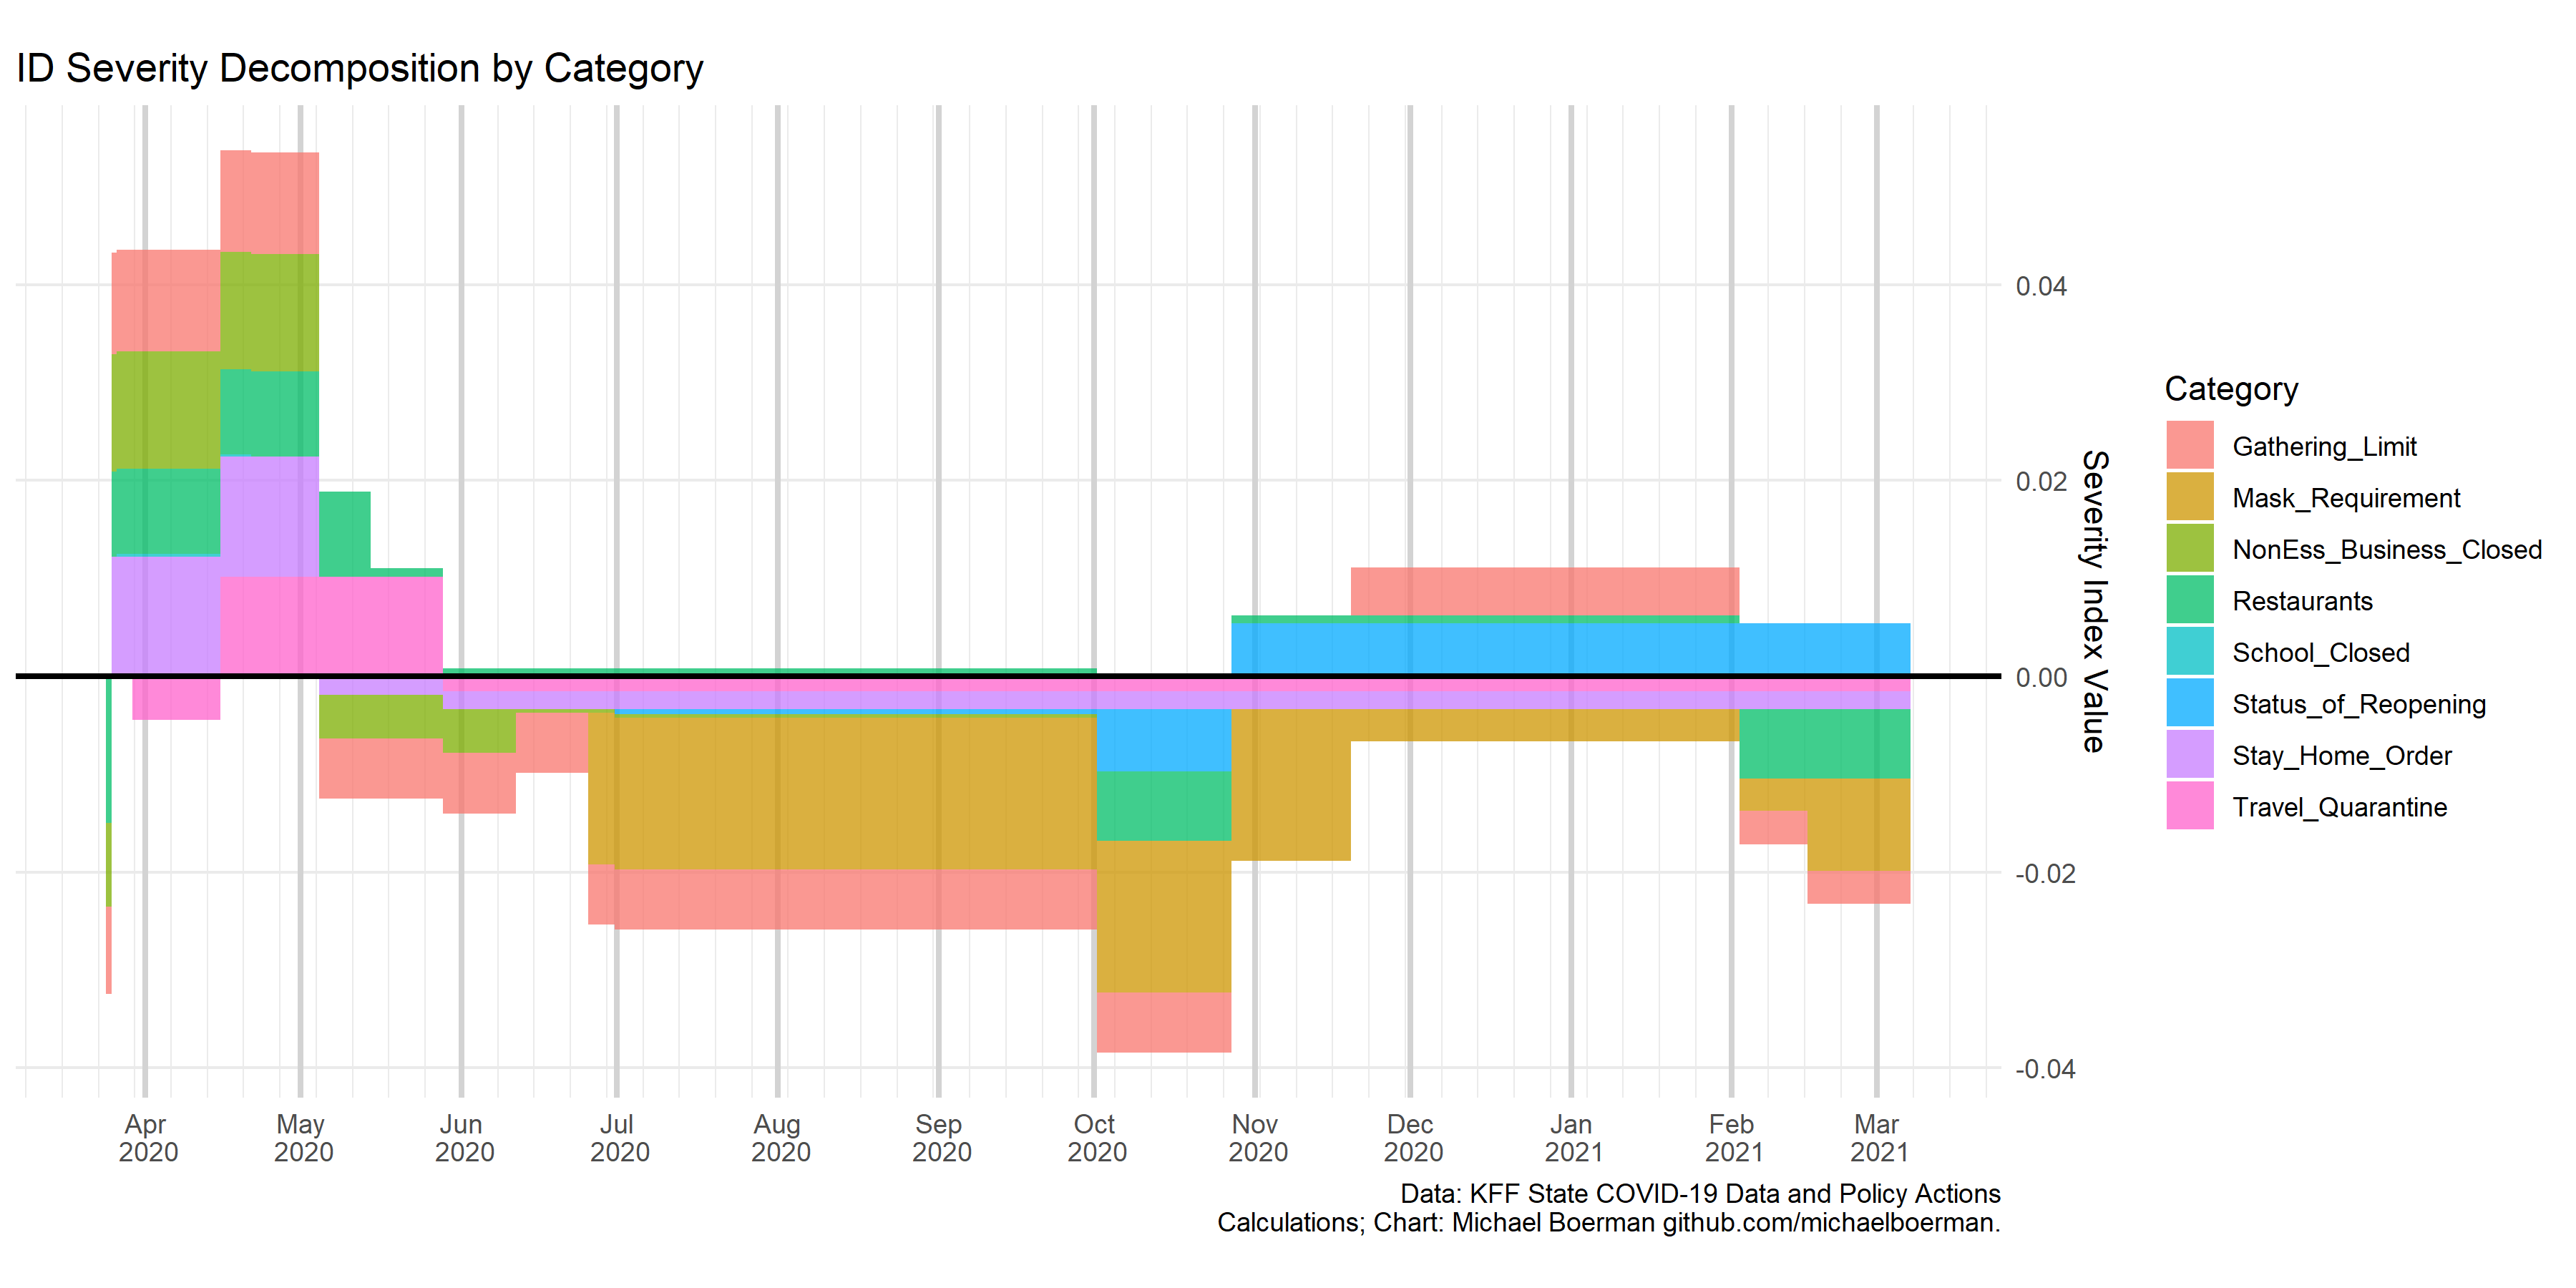 ID Severity Decomposition by Category
0.04
0.02
0.00
-0.02
-0.04
Severity Index Value
Apr
2020
May
2020
Jun
2020
Jul
2020
Aug
2020
Sep
2020
Oct
2020
Nov
2020
Dec
2020
Jan
2021
Feb
2021
Mar
2021
Category
Gathering_Limit
Mask_Requirement
NonEss_Business_Closed
Restaurants
School_Closed
Status_of_Reopening
Stay_Home_Order
Travel_Quarantine
Data: KFF State COVID-19 Data and Policy Actions
Calculations; Chart: Michael Boerman github.com/michaelboerman.